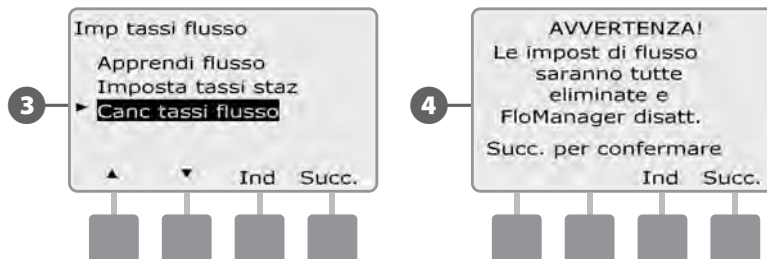 Imp tassi flusso
Apprendi flusso
Imposta tassi staz
Canc tassi flusso
Ind Succ.
3
AVVERTENZA!
Le impost di flusso
saranno tutte
eliminate e
FloManager disatt.
Succ. per confermare
Ind Succ.
4